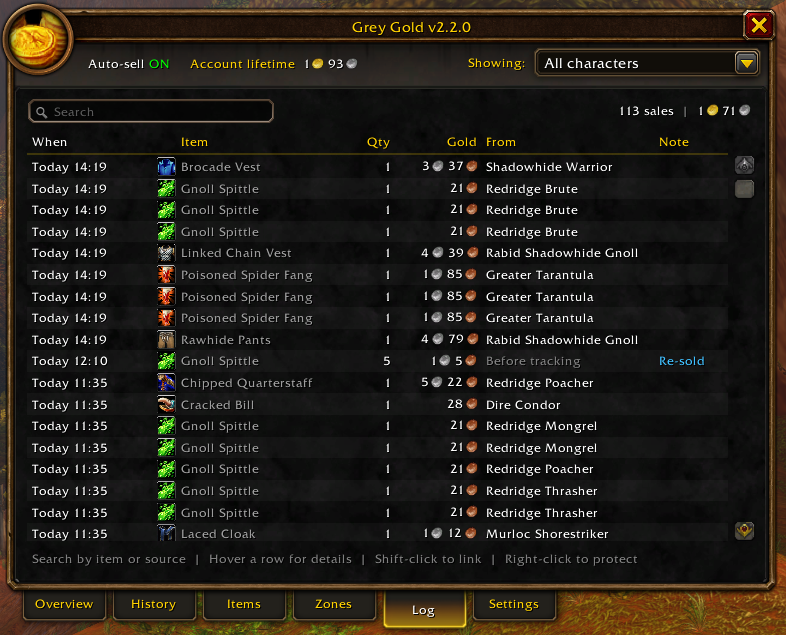 Grey Gold v2.2.0
Auto-sell ON Account lifetime 1 93 Showing: All characters
Search 113 sales | 1 71
When Item Qty Gold From Note
Today 14:19 Brocade Vest 1 3 37 Shadowhide Warrior
Today 14:19 Gnoll Spittle 1 21 Redridge Brute
Today 14:19 Gnoll Spittle 1 21 Redridge Brute
Today 14:19 Gnoll Spittle 1 21 Redridge Brute
Today 14:19 Linked Chain Vest 1 4 39 Rabid Shadowhide Gnoll
Today 14:19 Poisoned Spider Fang 1 1 85 Greater Tarantula
Today 14:19 Poisoned Spider Fang 1 1 85 Greater Tarantula
Today 14:19 Poisoned Spider Fang 1 1 85 Greater Tarantula
Today 14:19 Rawhide Pants 1 4 79 Rabid Shadowhide Gnoll
Today 12:10 Gnoll Spittle 5 1 5 Before tracking Re-sold
Today 11:35 Chipped Quarterstaff 1 5 22 Redridge Poacher
Today 11:35 Cracked Bill 1 28 Dire Condor
Today 11:35 Gnoll Spittle 1 21 Redridge Mongrel
Today 11:35 Gnoll Spittle 1 21 Redridge Mongrel
Today 11:35 Gnoll Spittle 1 21 Redridge Poacher
Today 11:35 Gnoll Spittle 1 21 Redridge Thrasher
Today 11:35 Gnoll Spittle 1 21 Redridge Thrasher
Today 11:35 Laced Cloak 1 1 12 Murloc Shorestriker
Search by item or source | Hover a row for details | Shift-click to link | Right-click to protect
Overview History Items Zones Log Settings